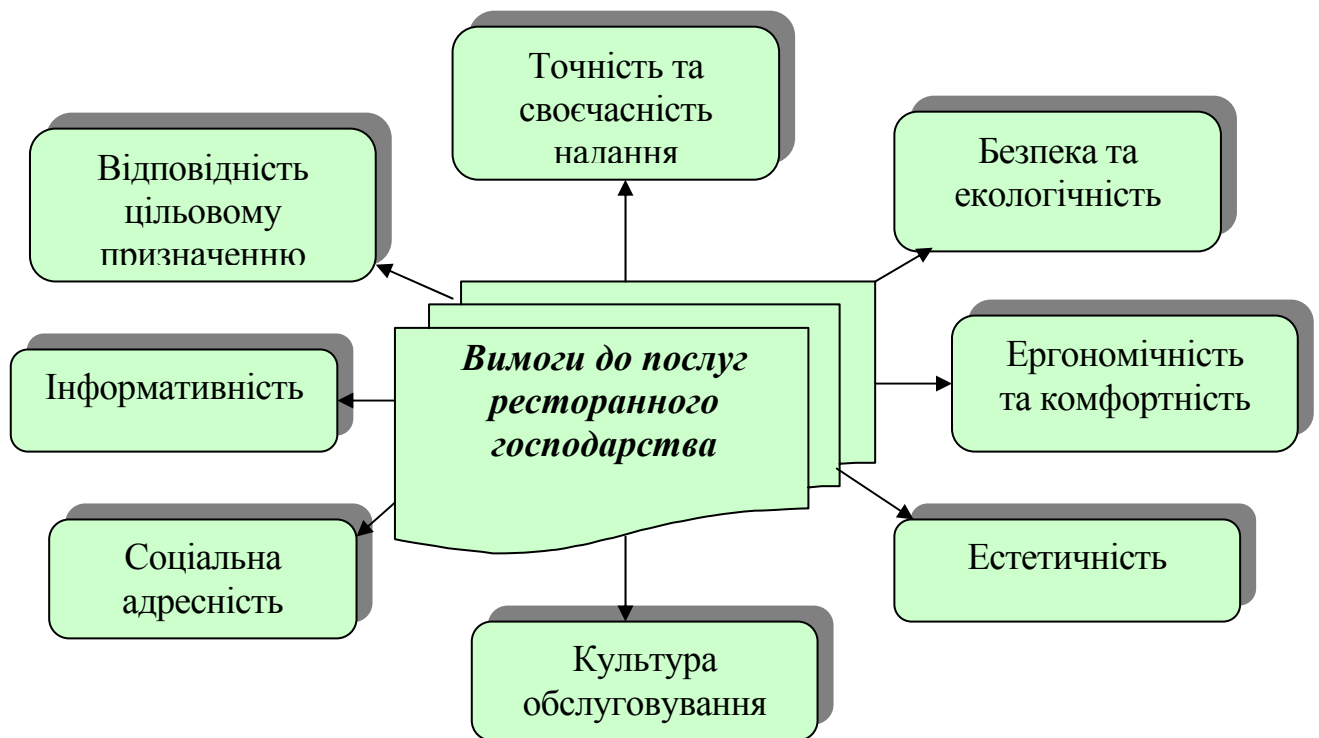 Точність та
своєчасність
надання
Безпека та
екологічність
Відповідність
цільовому
призначенню
Вимоги до послуг
ресторанного
господарства
Ергономічність
та комфортність
Інформативність
Соціальна
адресність
Естетичність
Культура
обслуговування